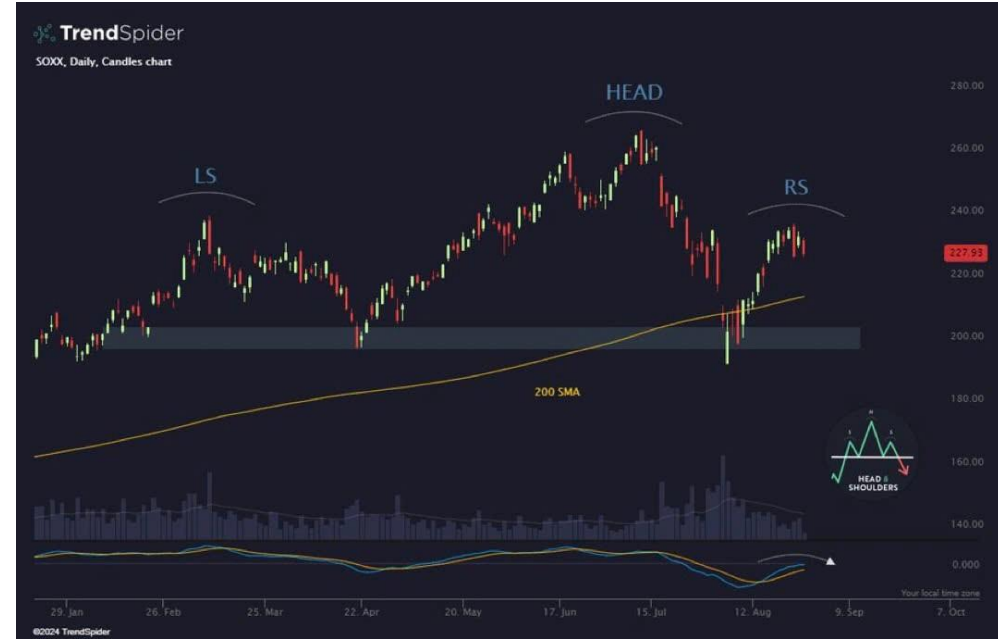 TrendSpider
SOXX, Daily, Candles chart
HEAD
LS
RS
280.00
260.00
240.00
227.93
220.00
200.00
180.00
160.00
140.00
0.000
200 SMA
H
S S
HEAD &
SHOULDERS
Your local time zone
29. Jan 26. Feb 25. Mar 22. Apr 20. May 17. Jun 15. Jul 12. Aug 9. Sep 7. Oct
©2024 TrendSpider